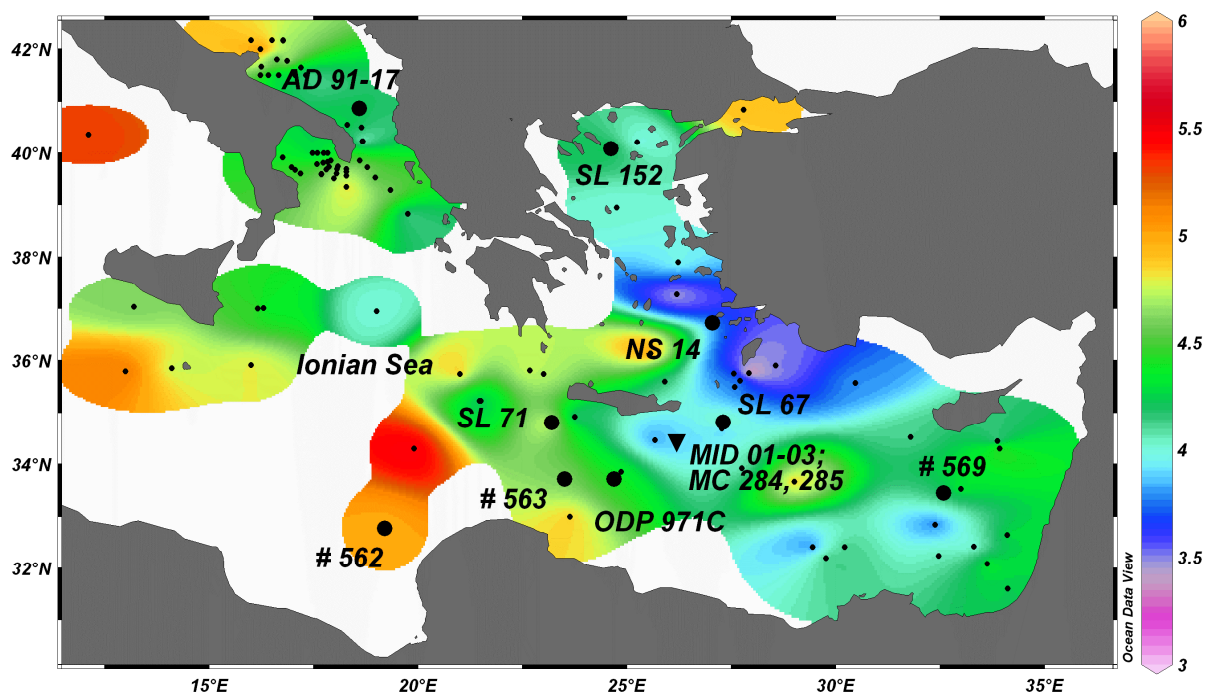 42°N
40°N
38°N
36°N
34°N
32°N
AD 91-17
SL 152
NS 14
Ionian Sea
SL 67
SL 71
MID 01-03;
MC 284, 285
# 569
# 563
ODP 971C
# 562
15°E
20°E
25°E
30°E
35°E
Ocean Data View
6
5.5
5
4.5
4
3.5
3